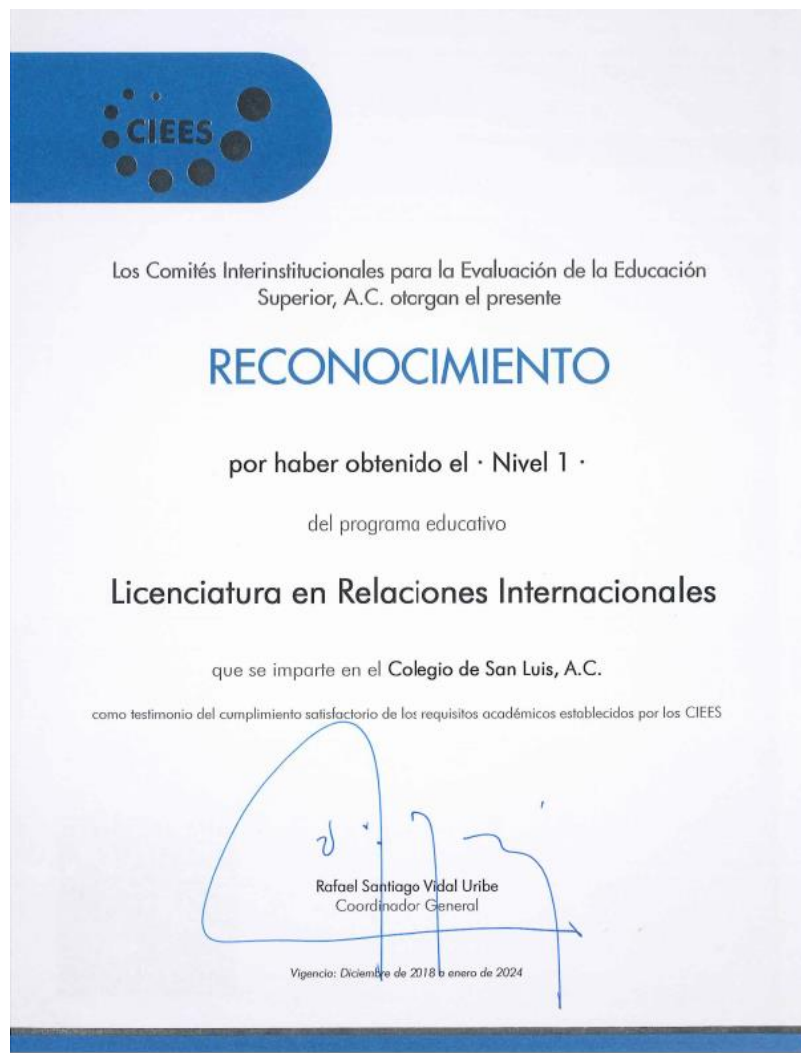 CIEES
Los Comités Interinstitucionales para la Evaluación de la Educación
Superior, A.C. otorgan el presente
RECONOCIMIENTO
por haber obtenido el · Nivel 1 ·
del programa educativo
Licenciatura en Relaciones Internacionales
que se imparte en el Colegio de San Luis, A.C.
como testimonio del cumplimiento satisfactorio de los requisitos académicos establecidos por los CIEES
Rafael Santiago Vidal Uribe
Coordinador General
Vigencia: Diciembre de 2018 a enero de 2024